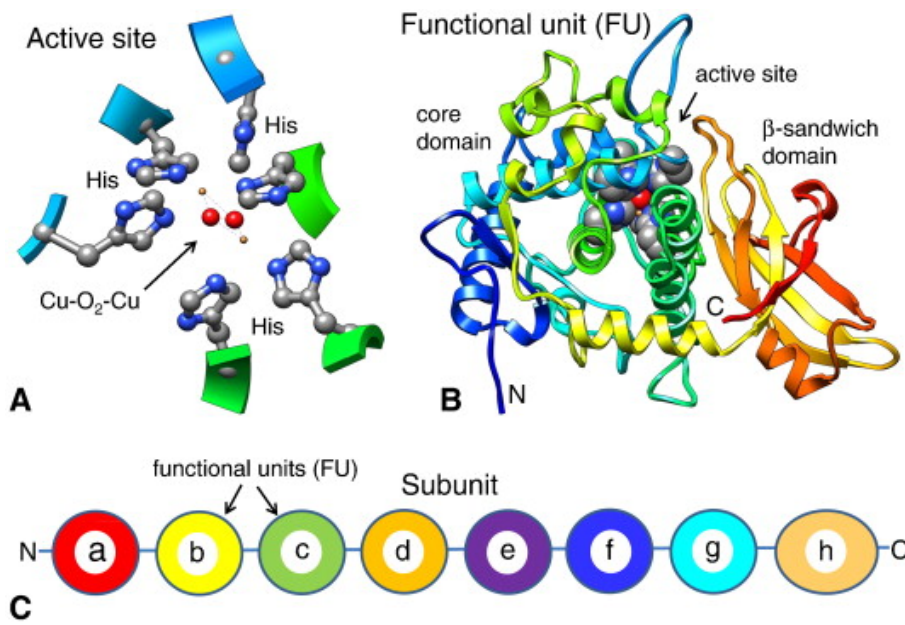 Active site
His
His
His
Cu-O₂-Cu
A
Functional unit (FU)
active site
core
domain
β-sandwich
domain
C
N
B
functional units (FU)
Subunit
N
a
b
c
d
e
f
g
h
C
C